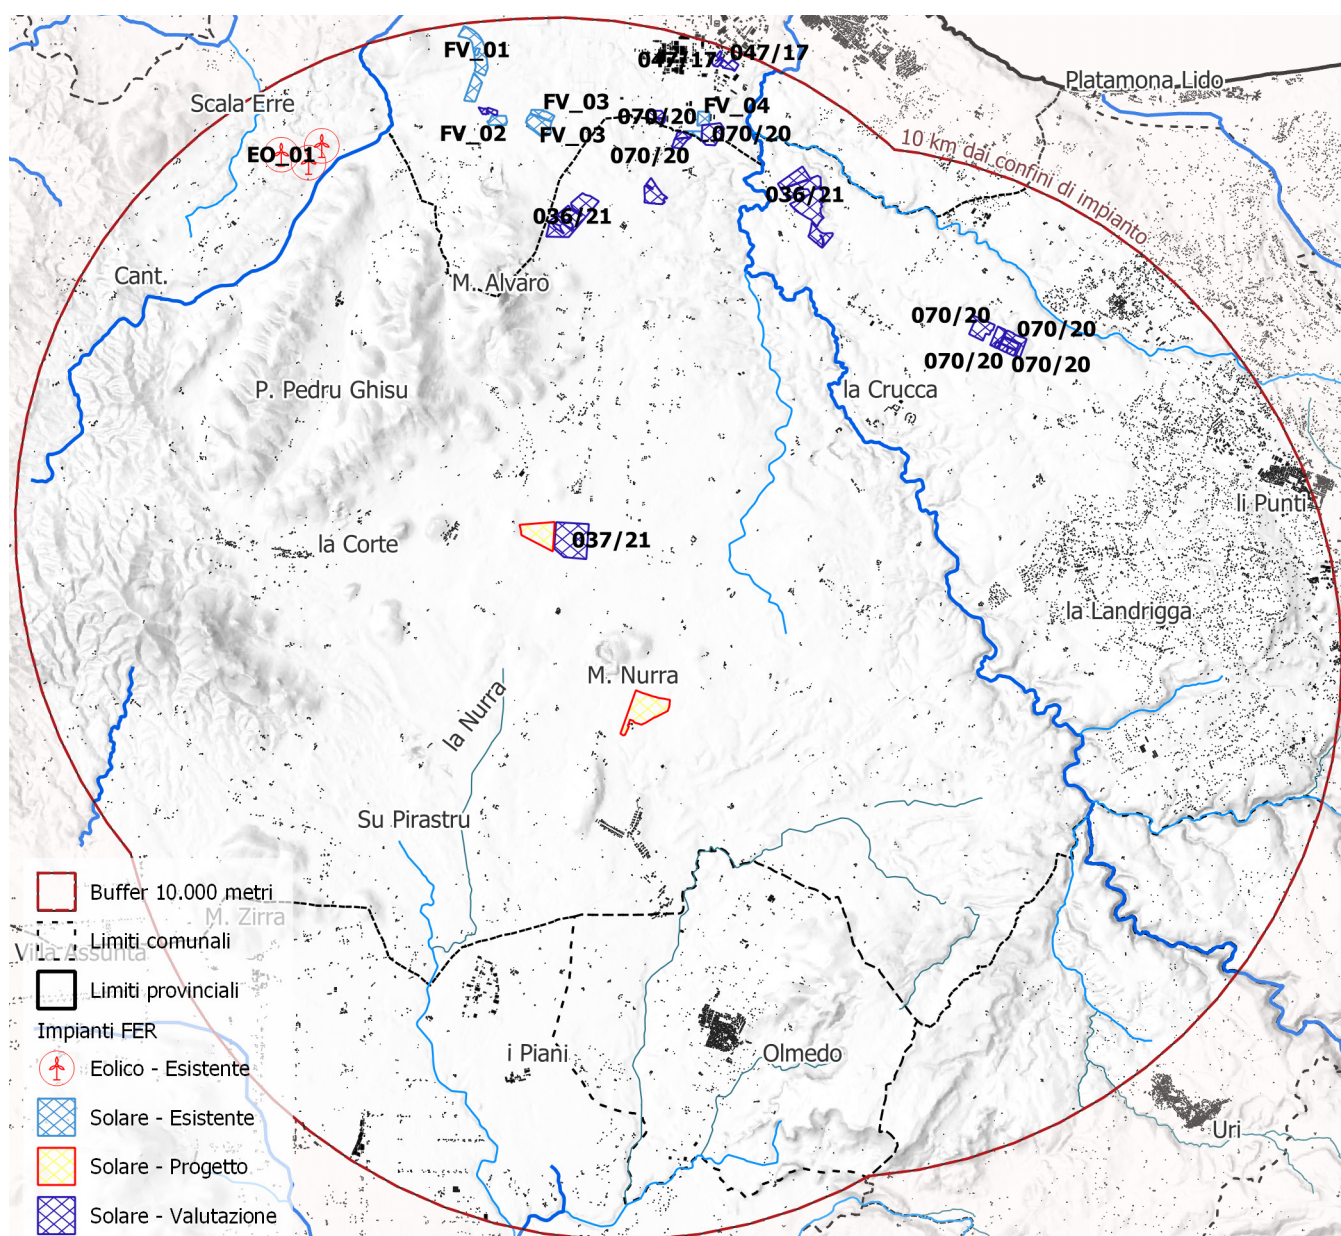 FV_01
047/17
047/17
Platamona Lido
Scala Erre
FV_03
FV_04
070/20
FV_02
FV_03
070/20
070/20
EO_01
10 km dai confini di impianto
036/21
036/21
Cant.
M. Alvaro
070/20
070/20
070/20
070/20
P. Pedru Ghisu
la Crucca
li Punti
la Corte
037/21
la Landrigga
M. Nurra
la Nurra
Su Pirastru
Buffer 10.000 metri
M. Zirra
Limiti comunali
Villa Assunta
Limiti provinciali
Impianti FER
i Piani
Olmedo
Eolico - Esistente
Solare - Esistente
Uri
Solare - Progetto
Solare - Valutazione